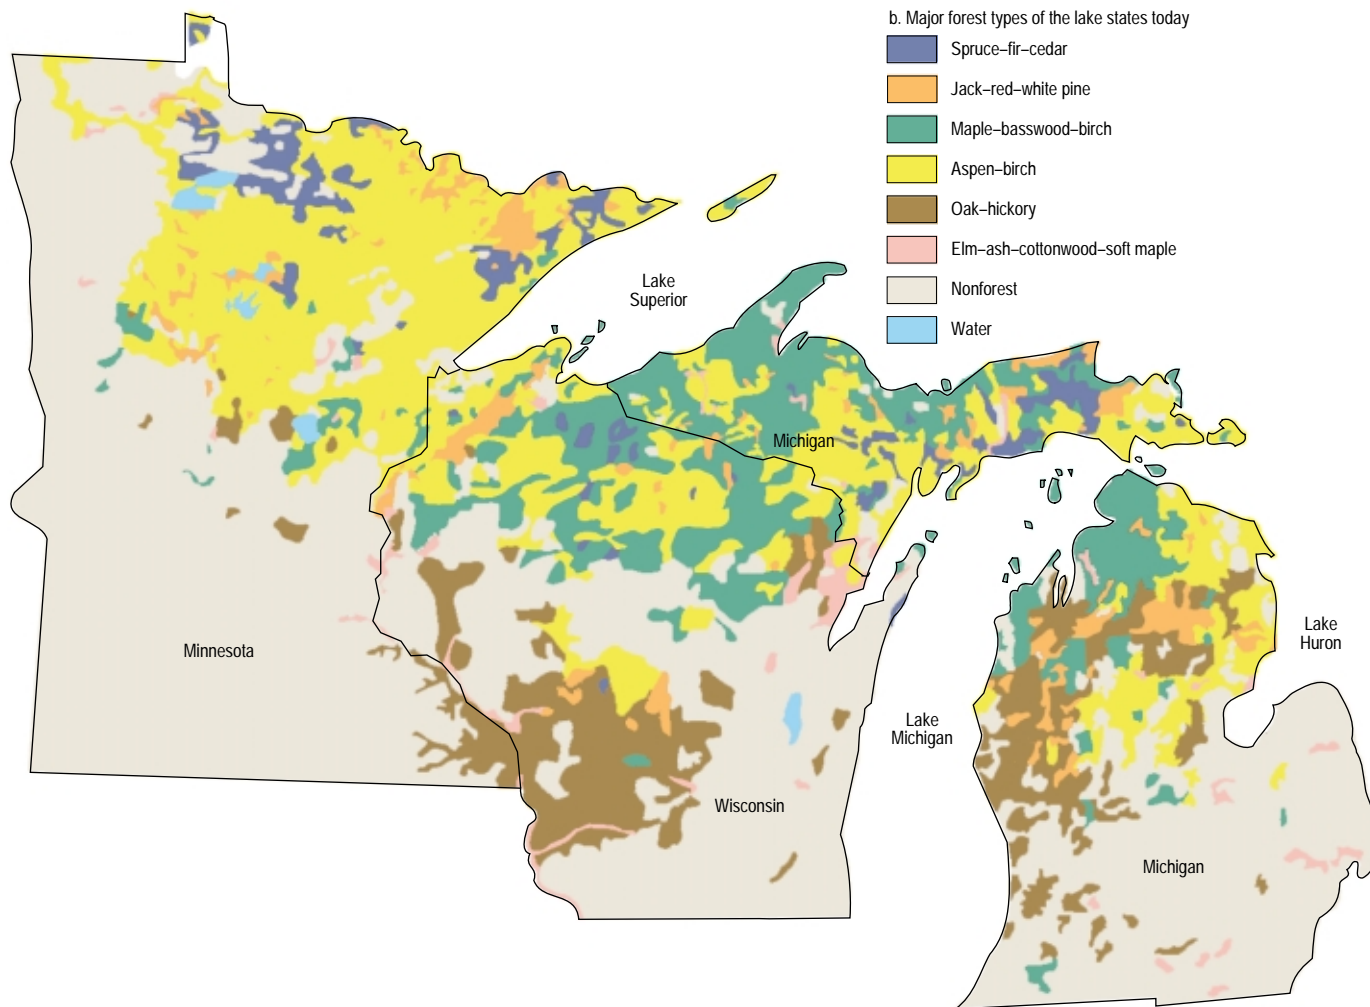 b. Major forest types of the lake states today
Spruce–fir–cedar
Jack–red–white pine
Maple–basswood–birch
Aspen–birch
Oak–hickory
Elm–ash–cottonwood–soft maple
Nonforest
Water
Lake
Superior
Michigan
Minnesota
Lake
Huron
Lake
Michigan
Wisconsin
Michigan